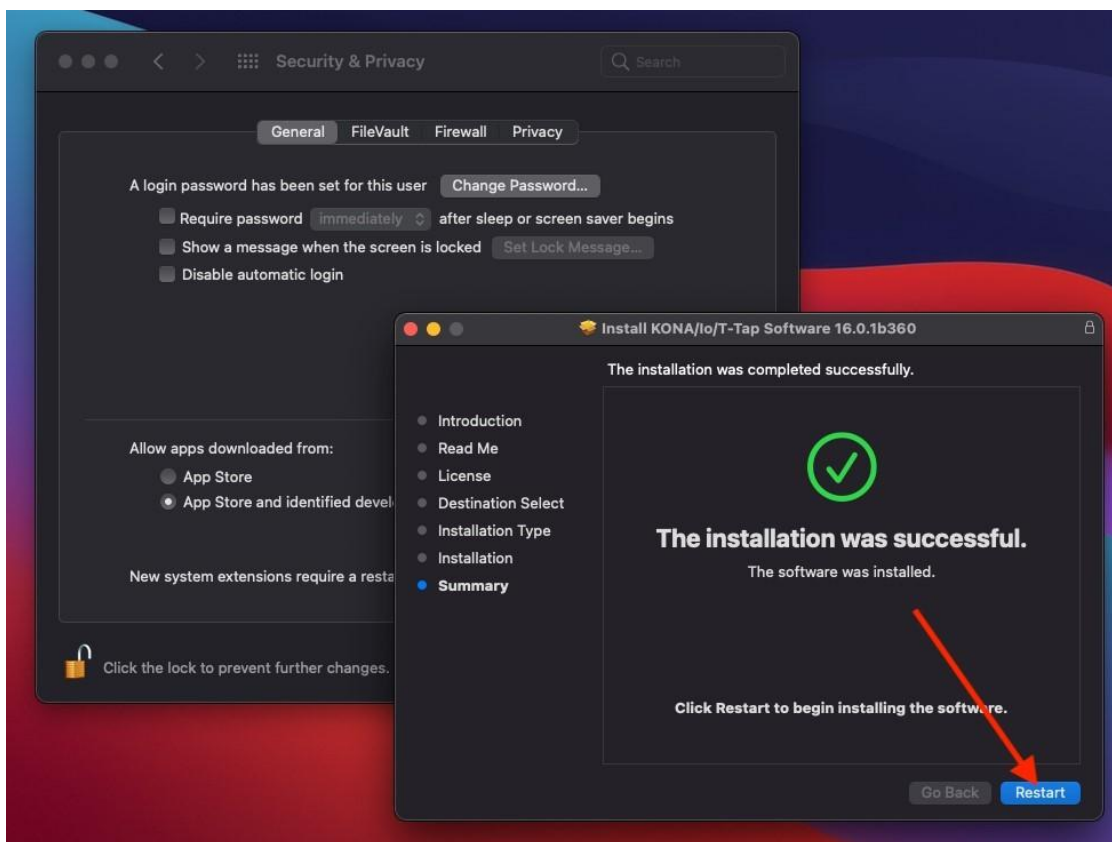 Security & Privacy
Search
General FileVault Firewall Privacy
A login password has been set for this user Change Password...
Require password immediately after sleep or screen saver begins
Show a message when the screen is locked Set Lock Message...
Disable automatic login
Allow apps downloaded from:
App Store
App Store and identified
New system extensions require a
Click the lock to prevent further changes.
Install KONA/Io/T-Tap Software 16.0.1b360
The installation was completed successfully.
Introduction
Read Me
License
Destination Select
Installation Type
Installation
Summary
The installation was successful.
The software was installed.
Click Restart to begin installing the software.
Go Back Restart